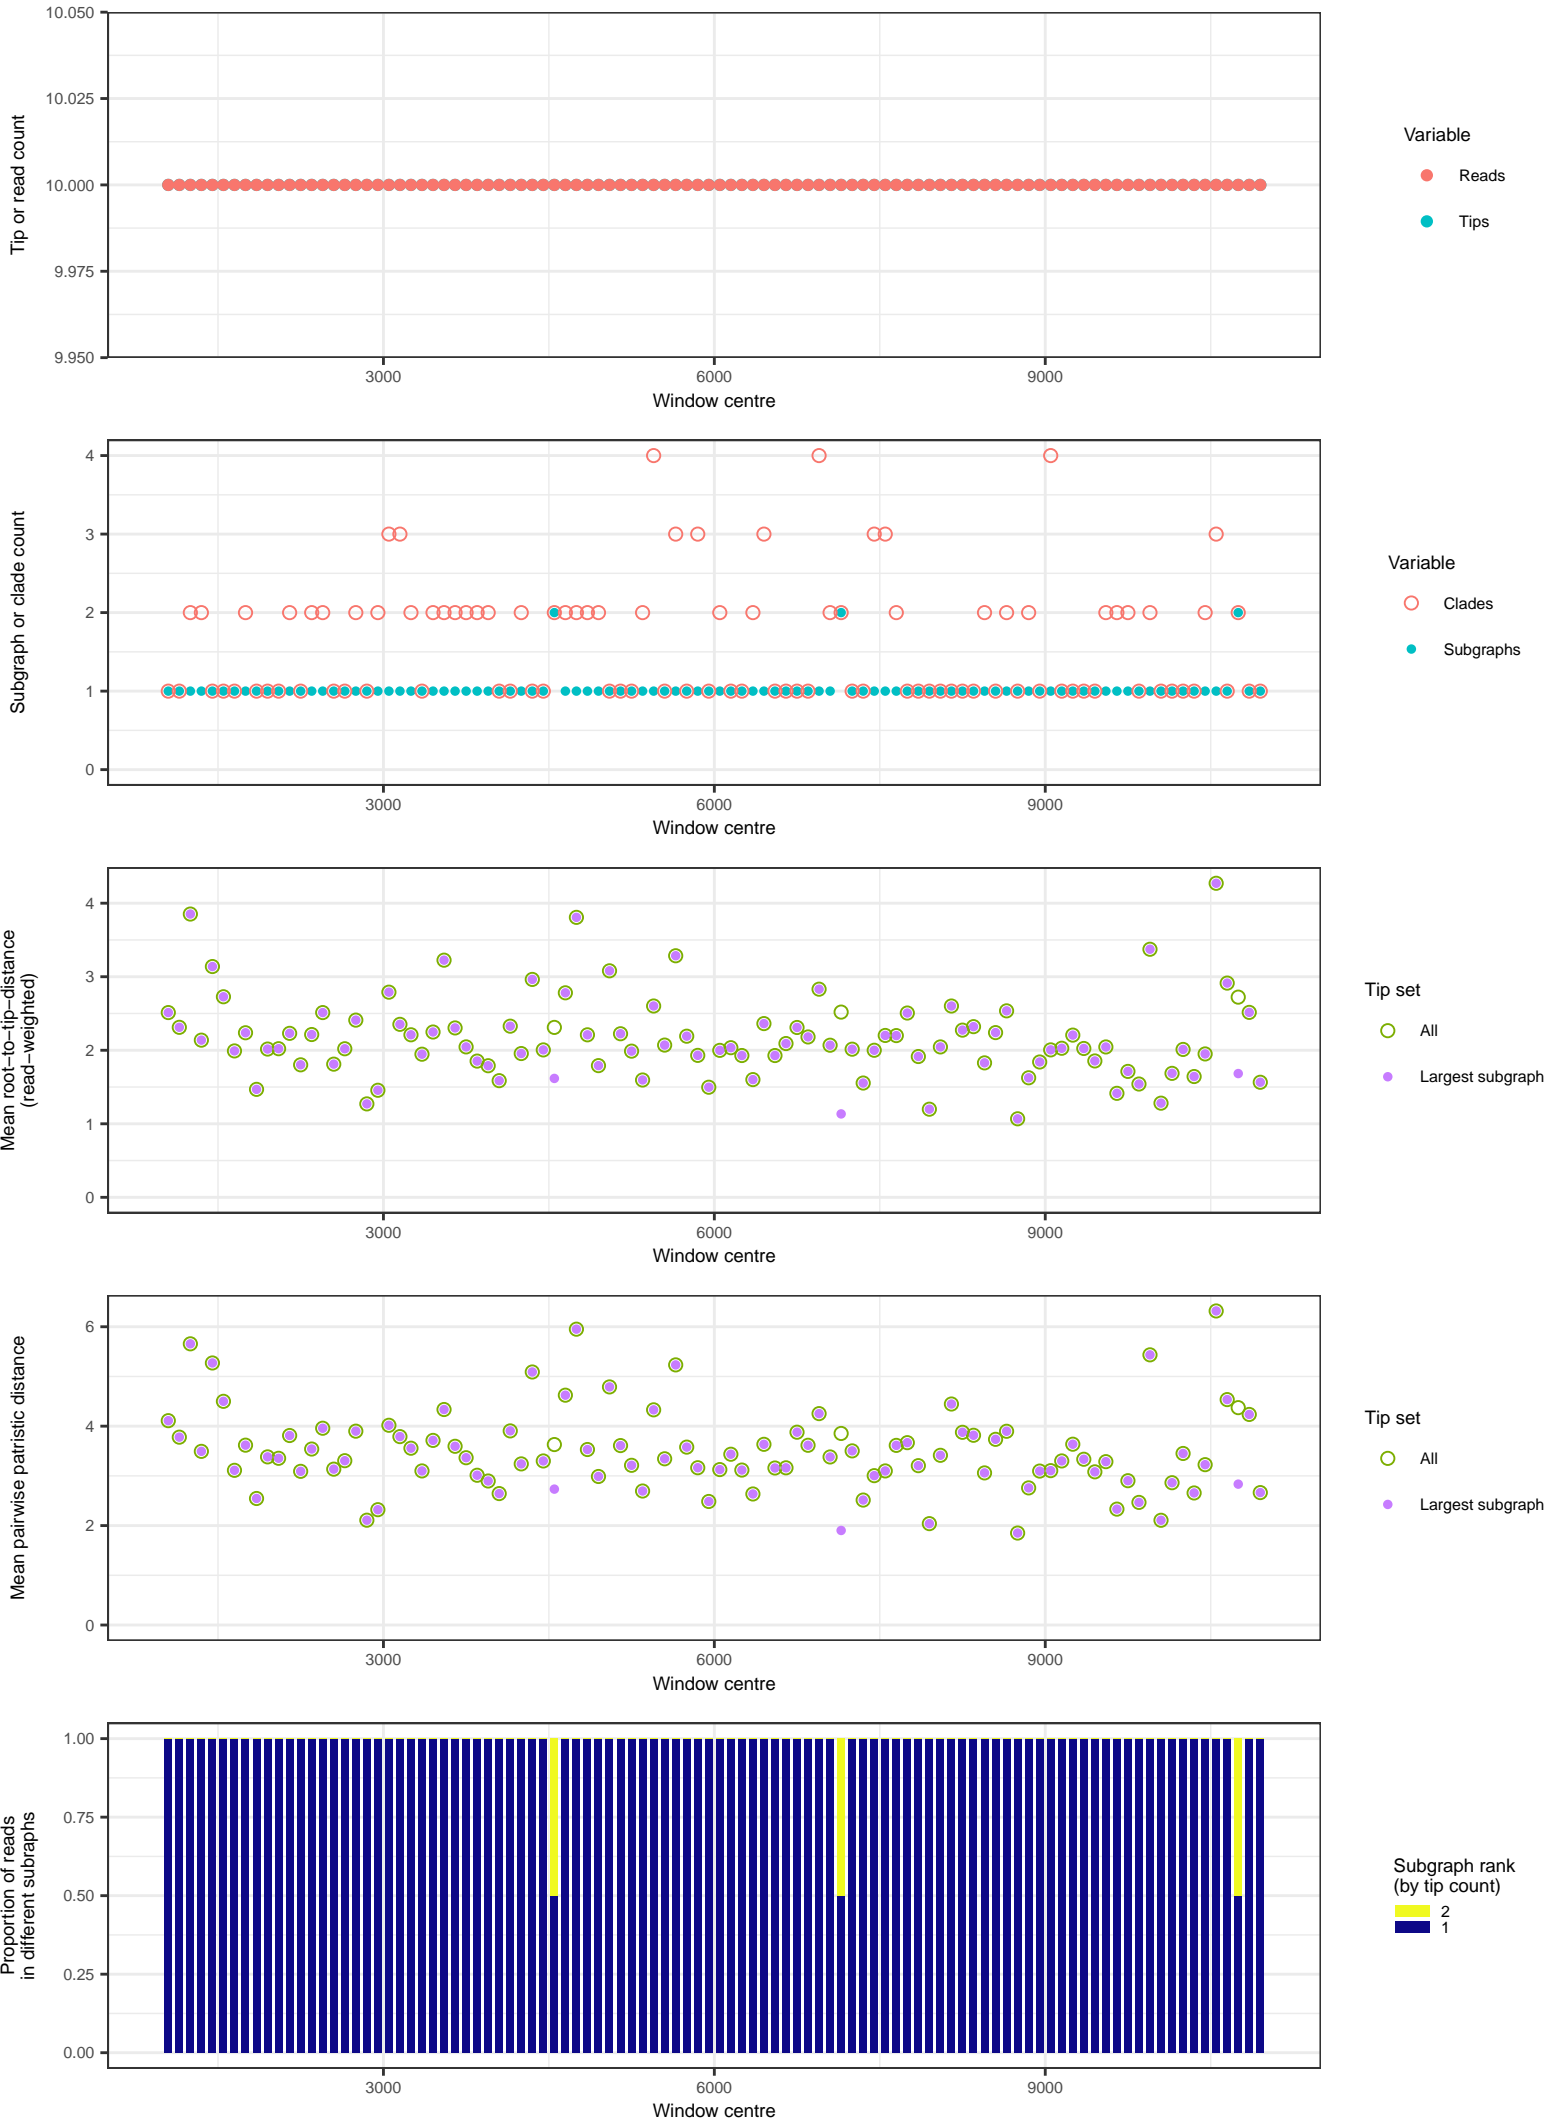 10.050
10.025
10.000
9.975
9.950
Tip or read count
3000 6000 9000
Window centre
Variable
Reads
Tips
4
3
2
1
0
Subgraph or clade count
3000 6000 9000
Window centre
Variable
Clades
Subgraphs
4
3
2
1
0
Mean root−to−tip−distance
(read−weighted)
3000 6000 9000
Window centre
Tip set
All
Largest subgraph
6
4
2
0
Mean pairwise patristic distance
3000 6000 9000
Window centre
Tip set
All
Largest subgraph
1.00
0.75
0.50
0.25
0.00
Proportion of reads
in different subraphs
3000 6000 9000
Window centre
Subgraph rank
(by tip count)
2
1